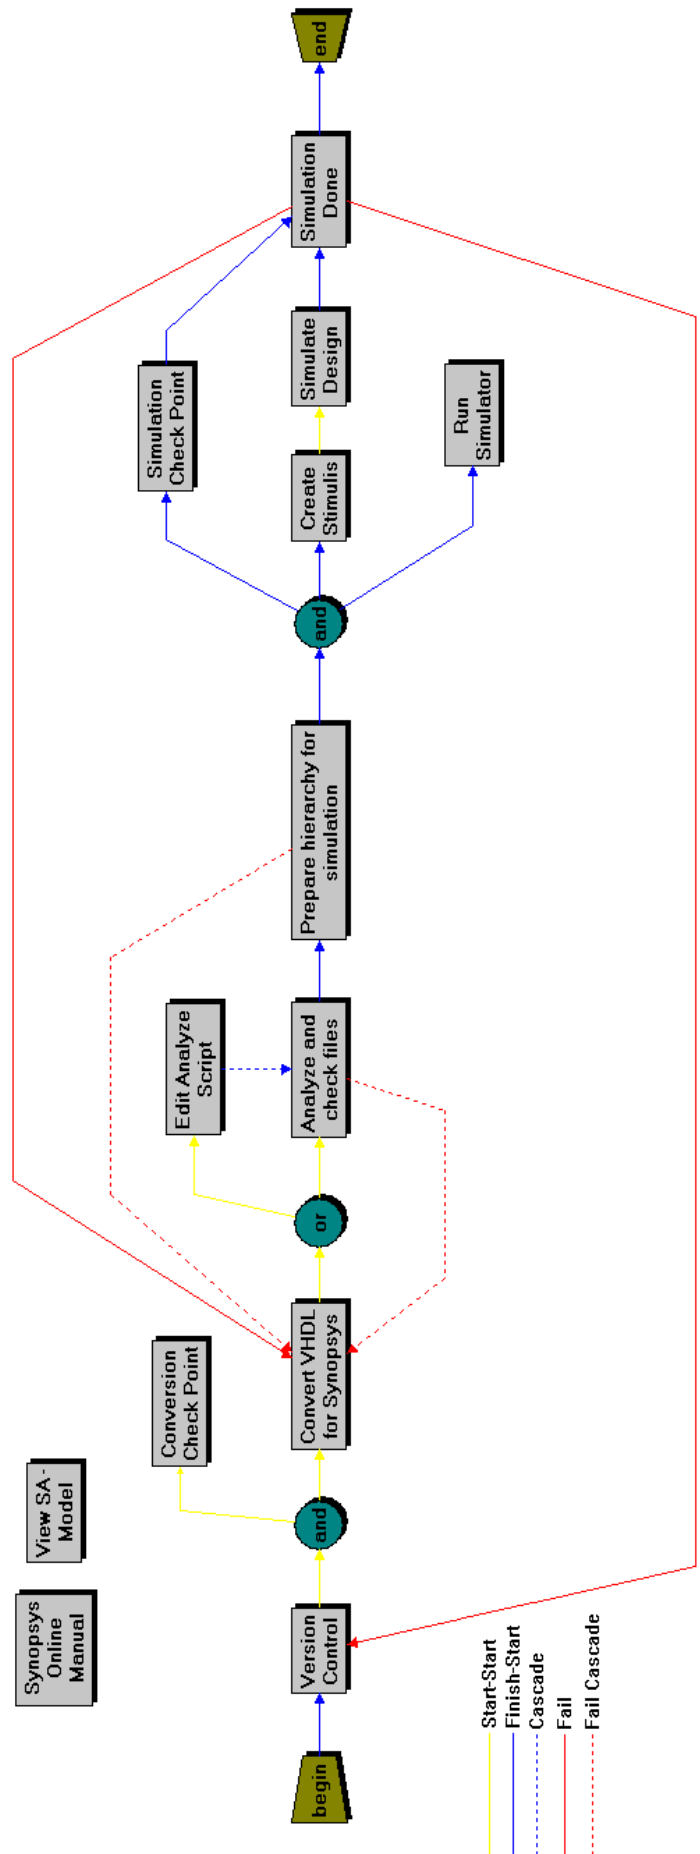 Synopsys
Online
Manual
View SA -
Model
Conversion
Check Point
Edit Analyze
Script
Simulation
Check Point
begin
Version
Control
and
Convert VHDL
for Synopsys
or
Analyze and
check files
Prepare hierarchy for
simulation
and
Create
Stimulis
Simulate
Design
Simulation
Done
end
Run
Simulator
Start-Start
Finish-Start
Cascade
Fail
Fail Cascade